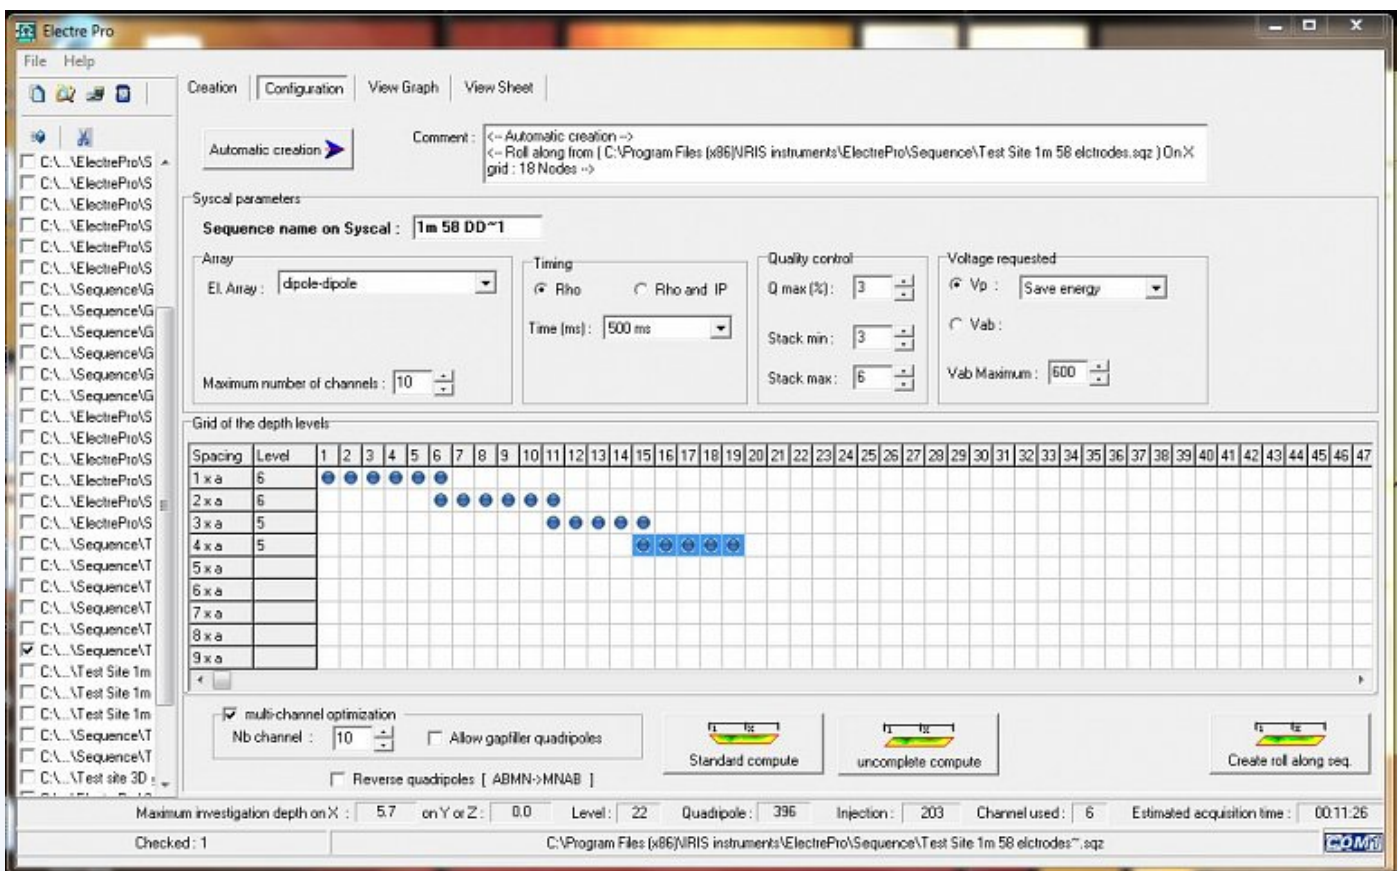 Electre Pro
File Help
Creation Configuration View Graph View Sheet
Automatic creation
Comment :
<-- Automatic creation -->
<-- Roll along from ( C:\Program Files (x86)\IRIS instruments\ElectrePro\Sequence\Test Site 1m 58 elctrodes.sqz ) On X
grid : 18 Nodes -->
C:\...\ElectrePro\S
C:\...\ElectrePro\S
C:\...\ElectrePro\S
C:\...\ElectrePro\S
C:\...\ElectrePro\S
C:\...\ElectrePro\S
C:\...\Sequence\G
C:\...\Sequence\G
C:\...\Sequence\G
C:\...\Sequence\G
C:\...\Sequence\G
C:\...\Sequence\G
C:\...\ElectrePro\S
C:\...\ElectrePro\S
C:\...\ElectrePro\S
C:\...\ElectrePro\S
C:\...\ElectrePro\S
C:\...\ElectrePro\S
C:\...\Sequence\T
C:\...\Sequence\T
C:\...\Sequence\T
C:\...\Sequence\T
C:\...\Sequence\T
C:\...\Sequence\T
C:\...\Test Site 1m
C:\...\Test Site 1m
C:\...\Test Site 1m
C:\...\Sequence\T
C:\...\Sequence\T
C:\...\Test site 3D
Syscal parameters
Sequence name on Syscal : 1m 58 DD~1
Array
El. Array : dipole-dipole
Maximum number of channels : 10
Timing
Rho Rho and IP
Time (ms) : 500 ms
Quality control
Q max (%) : 3
Stack min : 3
Stack max : 6
Voltage requested
Vp : Save energy
Vab :
Vab Maximum : 600
Grid of the depth levels
Spacing Level 1 2 3 4 5 6 7 8 9 10 11 12 13 14 15 16 17 18 19 20 21 22 23 24 25 26 27 28 29 30 31 32 33 34 35 36 37 38 39 40 41 42 43 44 45 46 47
1 x a 6
2 x a 6
3 x a 5
4 x a 5
5 x a
6 x a
7 x a
8 x a
9 x a
multi-channel optimization
Nb channel : 10 Allow gapfiller quadripoles
Reverse quadripoles [ ABMN->MNAB ]
Standard compute
uncomplete compute
Create roll along seq.
Maximum investigation depth on X : 5.7 on Y or Z : 0.0 Level : 22 Quadripole : 396 Injection : 203 Channel used : 6 Estimated acquisition time : 00:11:26
Checked : 1 C:\Program Files (x86)\IRIS instruments\ElectrePro\Sequence\Test Site 1m 58 elctrodes~.sqz COM1